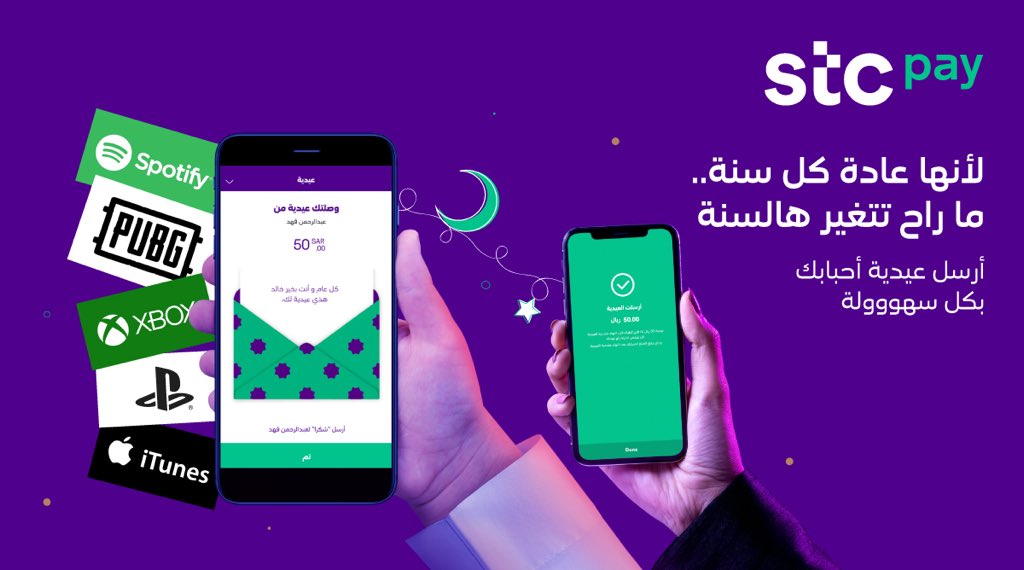 stc pay
لأنها عادة كل سنة..
ما راح تتغير هالسنة
أرسل عيدية أحبابك
بكل سهووولة
Spotify
PUBG
XBOX
iTunes
عيدية
وصلتك عيدية من
عبدالرحمن فهد
50 SAR .00
كل عام و أنت بخير خالد
هذي عيدية لك.
أرسل "شكرا" لعبدالرحمن فهد
تم
أرسلت العيدية
50.00 ريال
Done